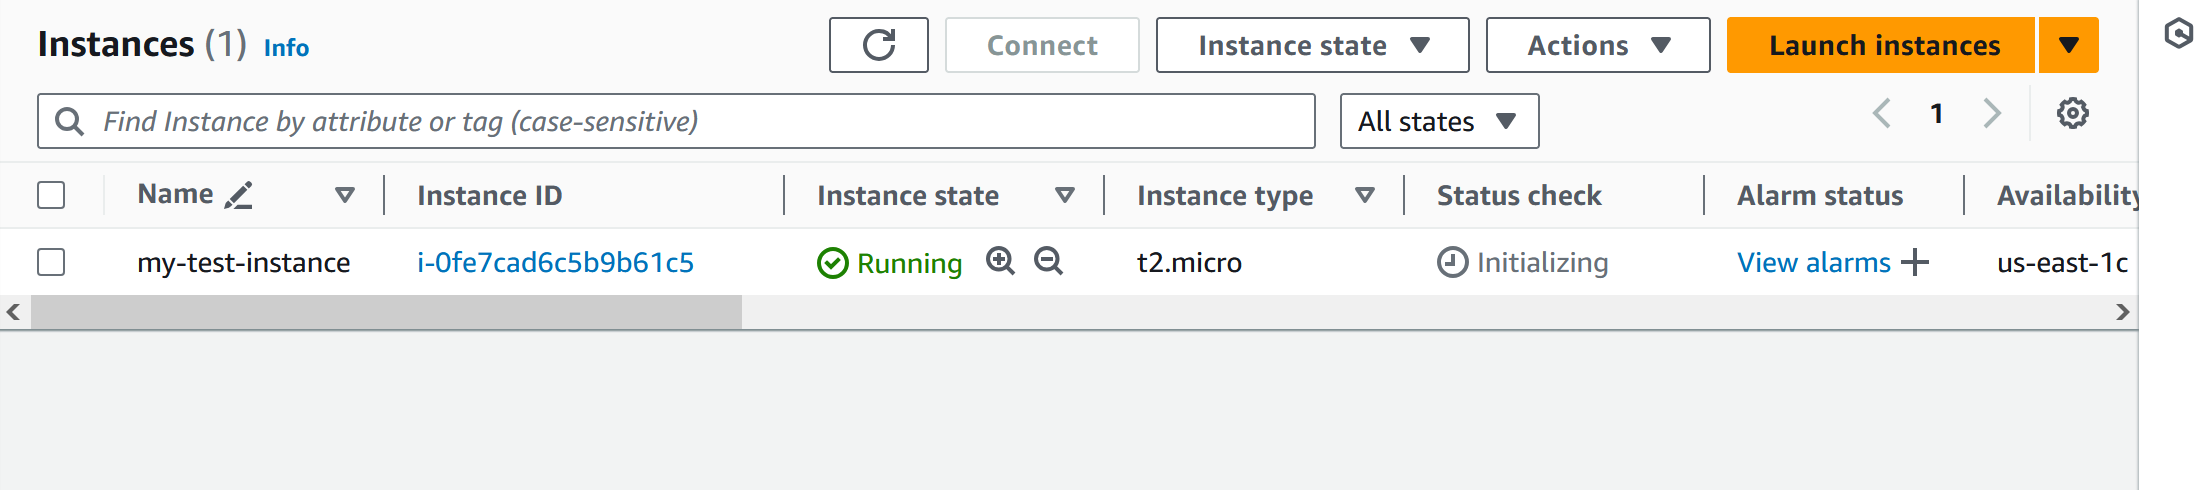 Instances (1) Info
Connect
Instance state
Actions
Launch instances
Find Instance by attribute or tag (case-sensitive)
All states
1
Name Instance ID Instance state Instance type Status check Alarm status Availability
my-test-instance i-0fe7cad6c5b9b61c5 Running t2.micro Initializing View alarms us-east-1c